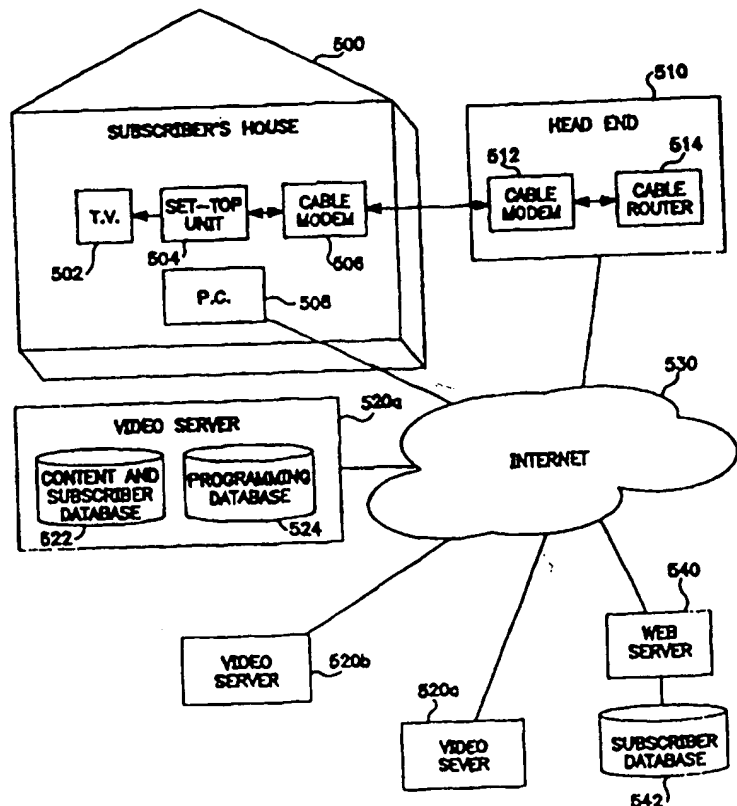 500
SUBSCRIBER'S HOUSE
T.V.
502
SET-TOP
UNIT
504
CABLE
MODEM
506
P.C.
508
510
HEAD END
512
CABLE
MODEM
514
CABLE
ROUTER
530
INTERNET
520a
VIDEO SERVER
CONTENT AND
SUBSCRIBER
DATABASE
522
PROGRAMMING
DATABASE
524
VIDEO
SERVER
520b
520c
VIDEO
SEVER
540
WEB
SERVER
SUBSCRIBER
DATABASE
542